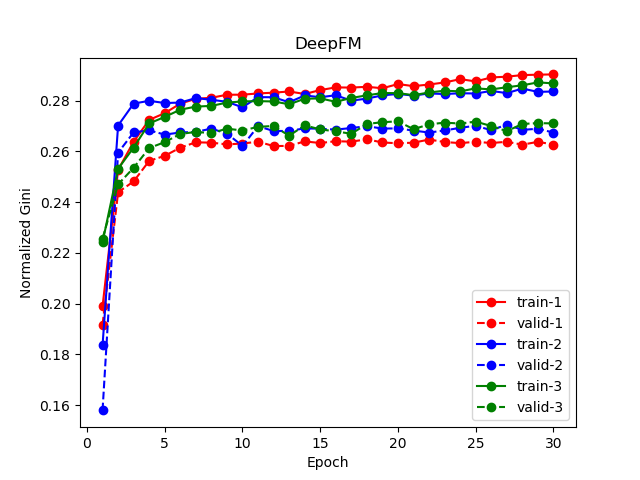 DeepFM
Normalized Gini
0.28
0.26
0.24
0.22
0.20
0.18
0.16
0
5
10
15
20
25
30
Epoch
train-1
valid-1
train-2
valid-2
train-3
valid-3